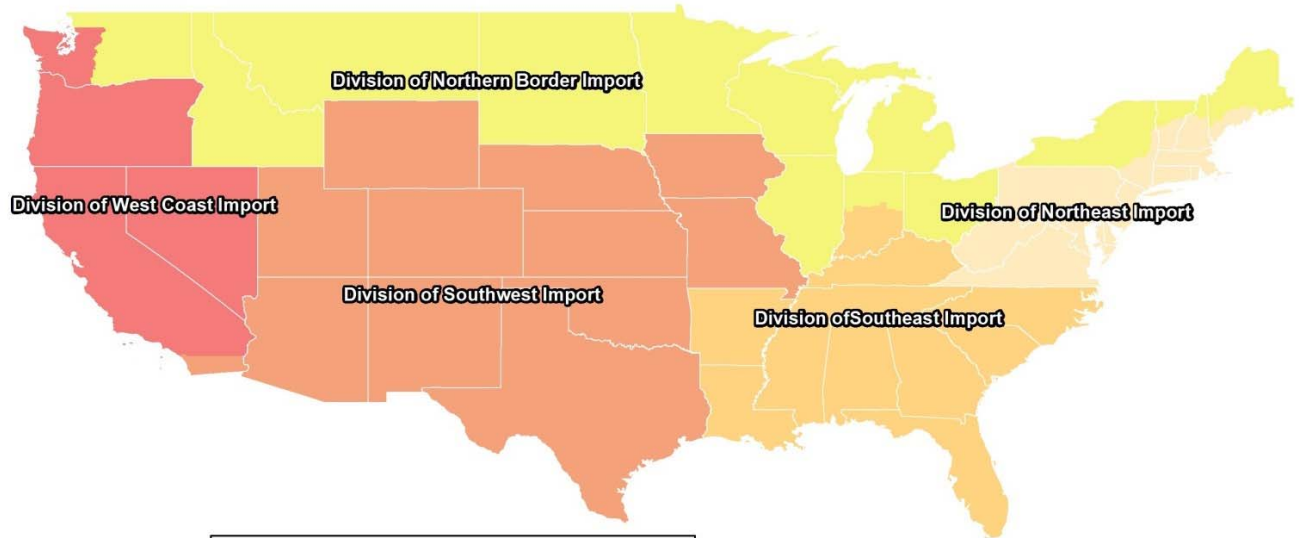 Division of Northern Border Import
Division of West Coast Import
Division of Northeast Import
Division of Southwest Import
Division ofSoutheast Import